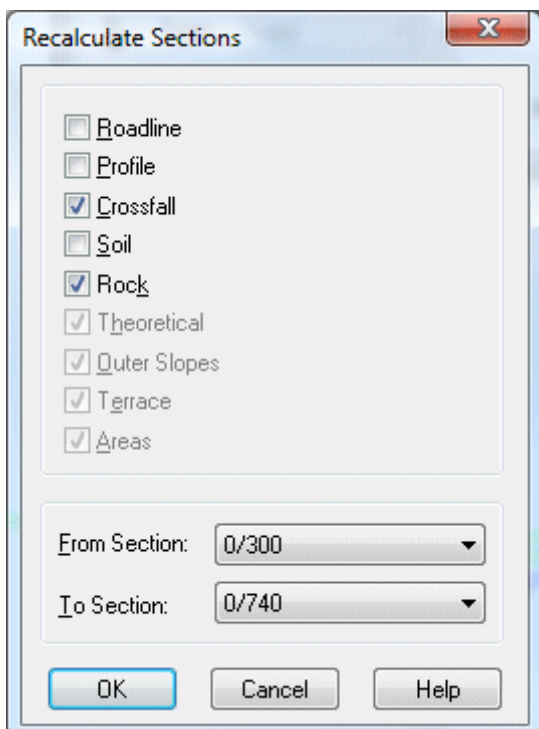 Recalculate Sections
Roadline
Profile
Crossfall
Soil
Rock
Theoretical
Outer Slopes
Terrace
Areas
From Section: 0/300
To Section: 0/740
OK Cancel Help